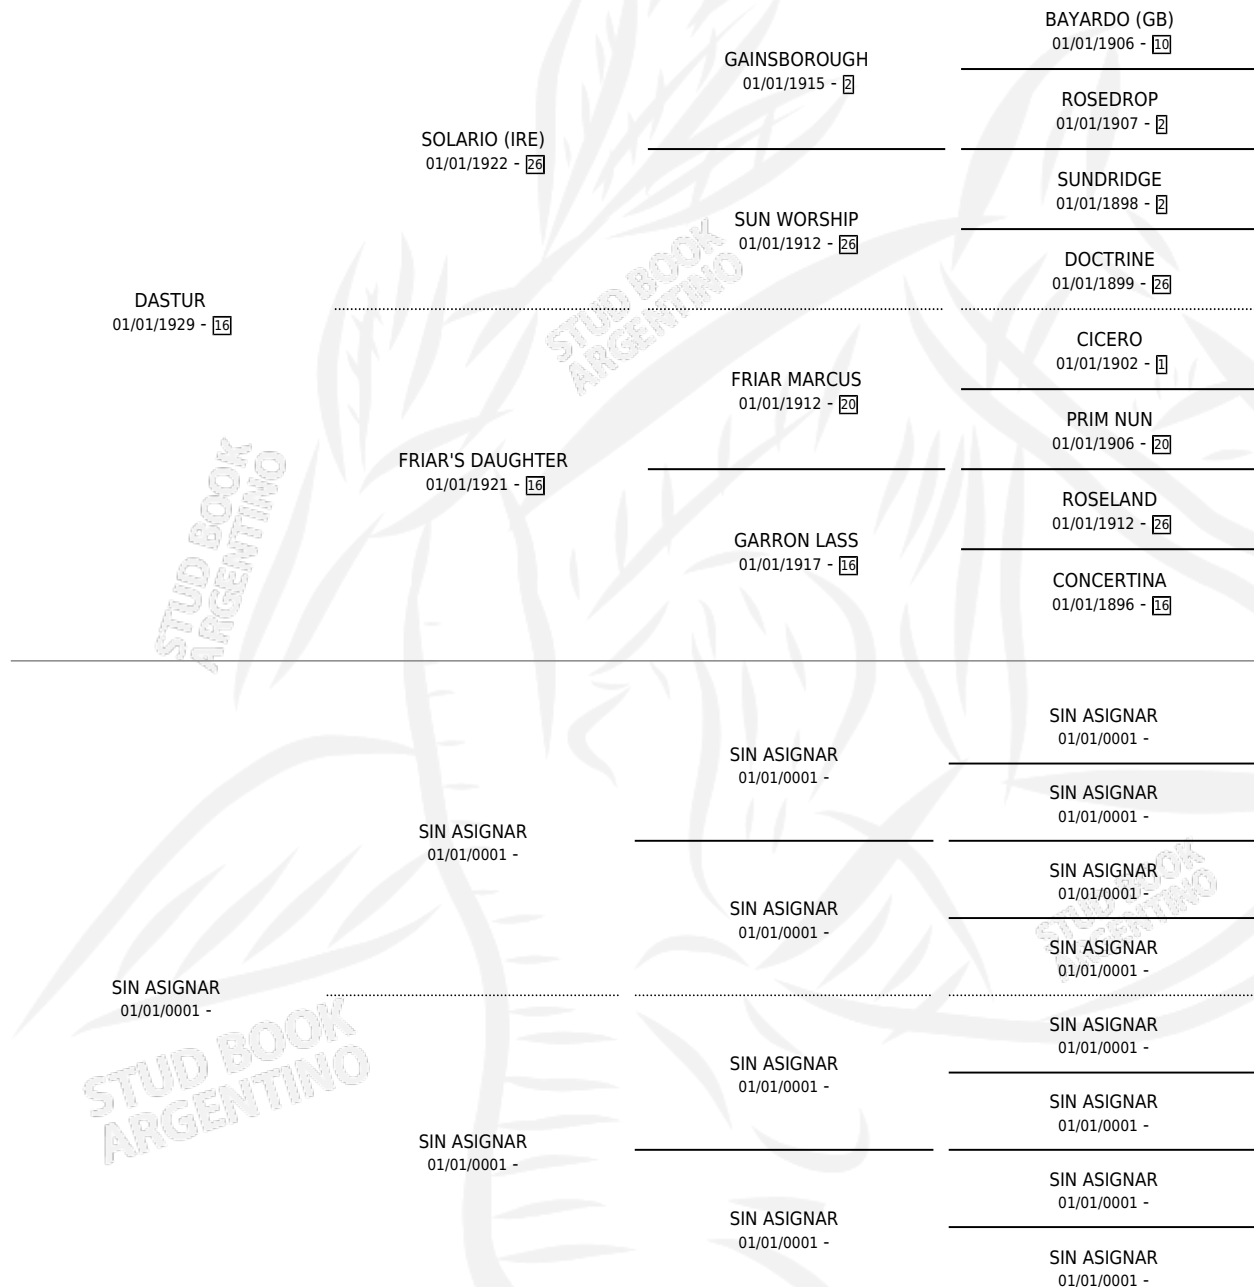 BAYARDO (GB)
01/01/1906 - 10
GAINSBOROUGH
01/01/1915 - 2
ROSEDROP
01/01/1907 - 2
SOLARIO (IRE)
01/01/1922 - 26
SUNDRIDGE
01/01/1898 - 2
SUN WORSHIP
01/01/1912 - 26
DOCTRINE
01/01/1899 - 26
DASTUR
01/01/1929 - 16
CICERO
01/01/1902 - 1
FRIAR MARCUS
01/01/1912 - 20
PRIM NUN
01/01/1906 - 20
FRIAR'S DAUGHTER
01/01/1921 - 16
ROSELAND
01/01/1912 - 26
GARRON LASS
01/01/1917 - 16
CONCERTINA
01/01/1896 - 16
STUD BOOK
ARGENTINO
STUD BOOK
ARGENTINO
SIN ASIGNAR
01/01/0001 -
SIN ASIGNAR
01/01/0001 -
SIN ASIGNAR
01/01/0001 -
SIN ASIGNAR
01/01/0001 -
SIN ASIGNAR
01/01/0001 -
SIN ASIGNAR
01/01/0001 -
SIN ASIGNAR
01/01/0001 -
SIN ASIGNAR
01/01/0001 -
SIN ASIGNAR
01/01/0001 -
SIN ASIGNAR
01/01/0001 -
SIN ASIGNAR
01/01/0001 -
SIN ASIGNAR
01/01/0001 -
SIN ASIGNAR
01/01/0001 -
SIN ASIGNAR
01/01/0001 -
SIN ASIGNAR
01/01/0001 -
STUD BOOK
ARGENTINO
STUD BOOK
ARGENTINO